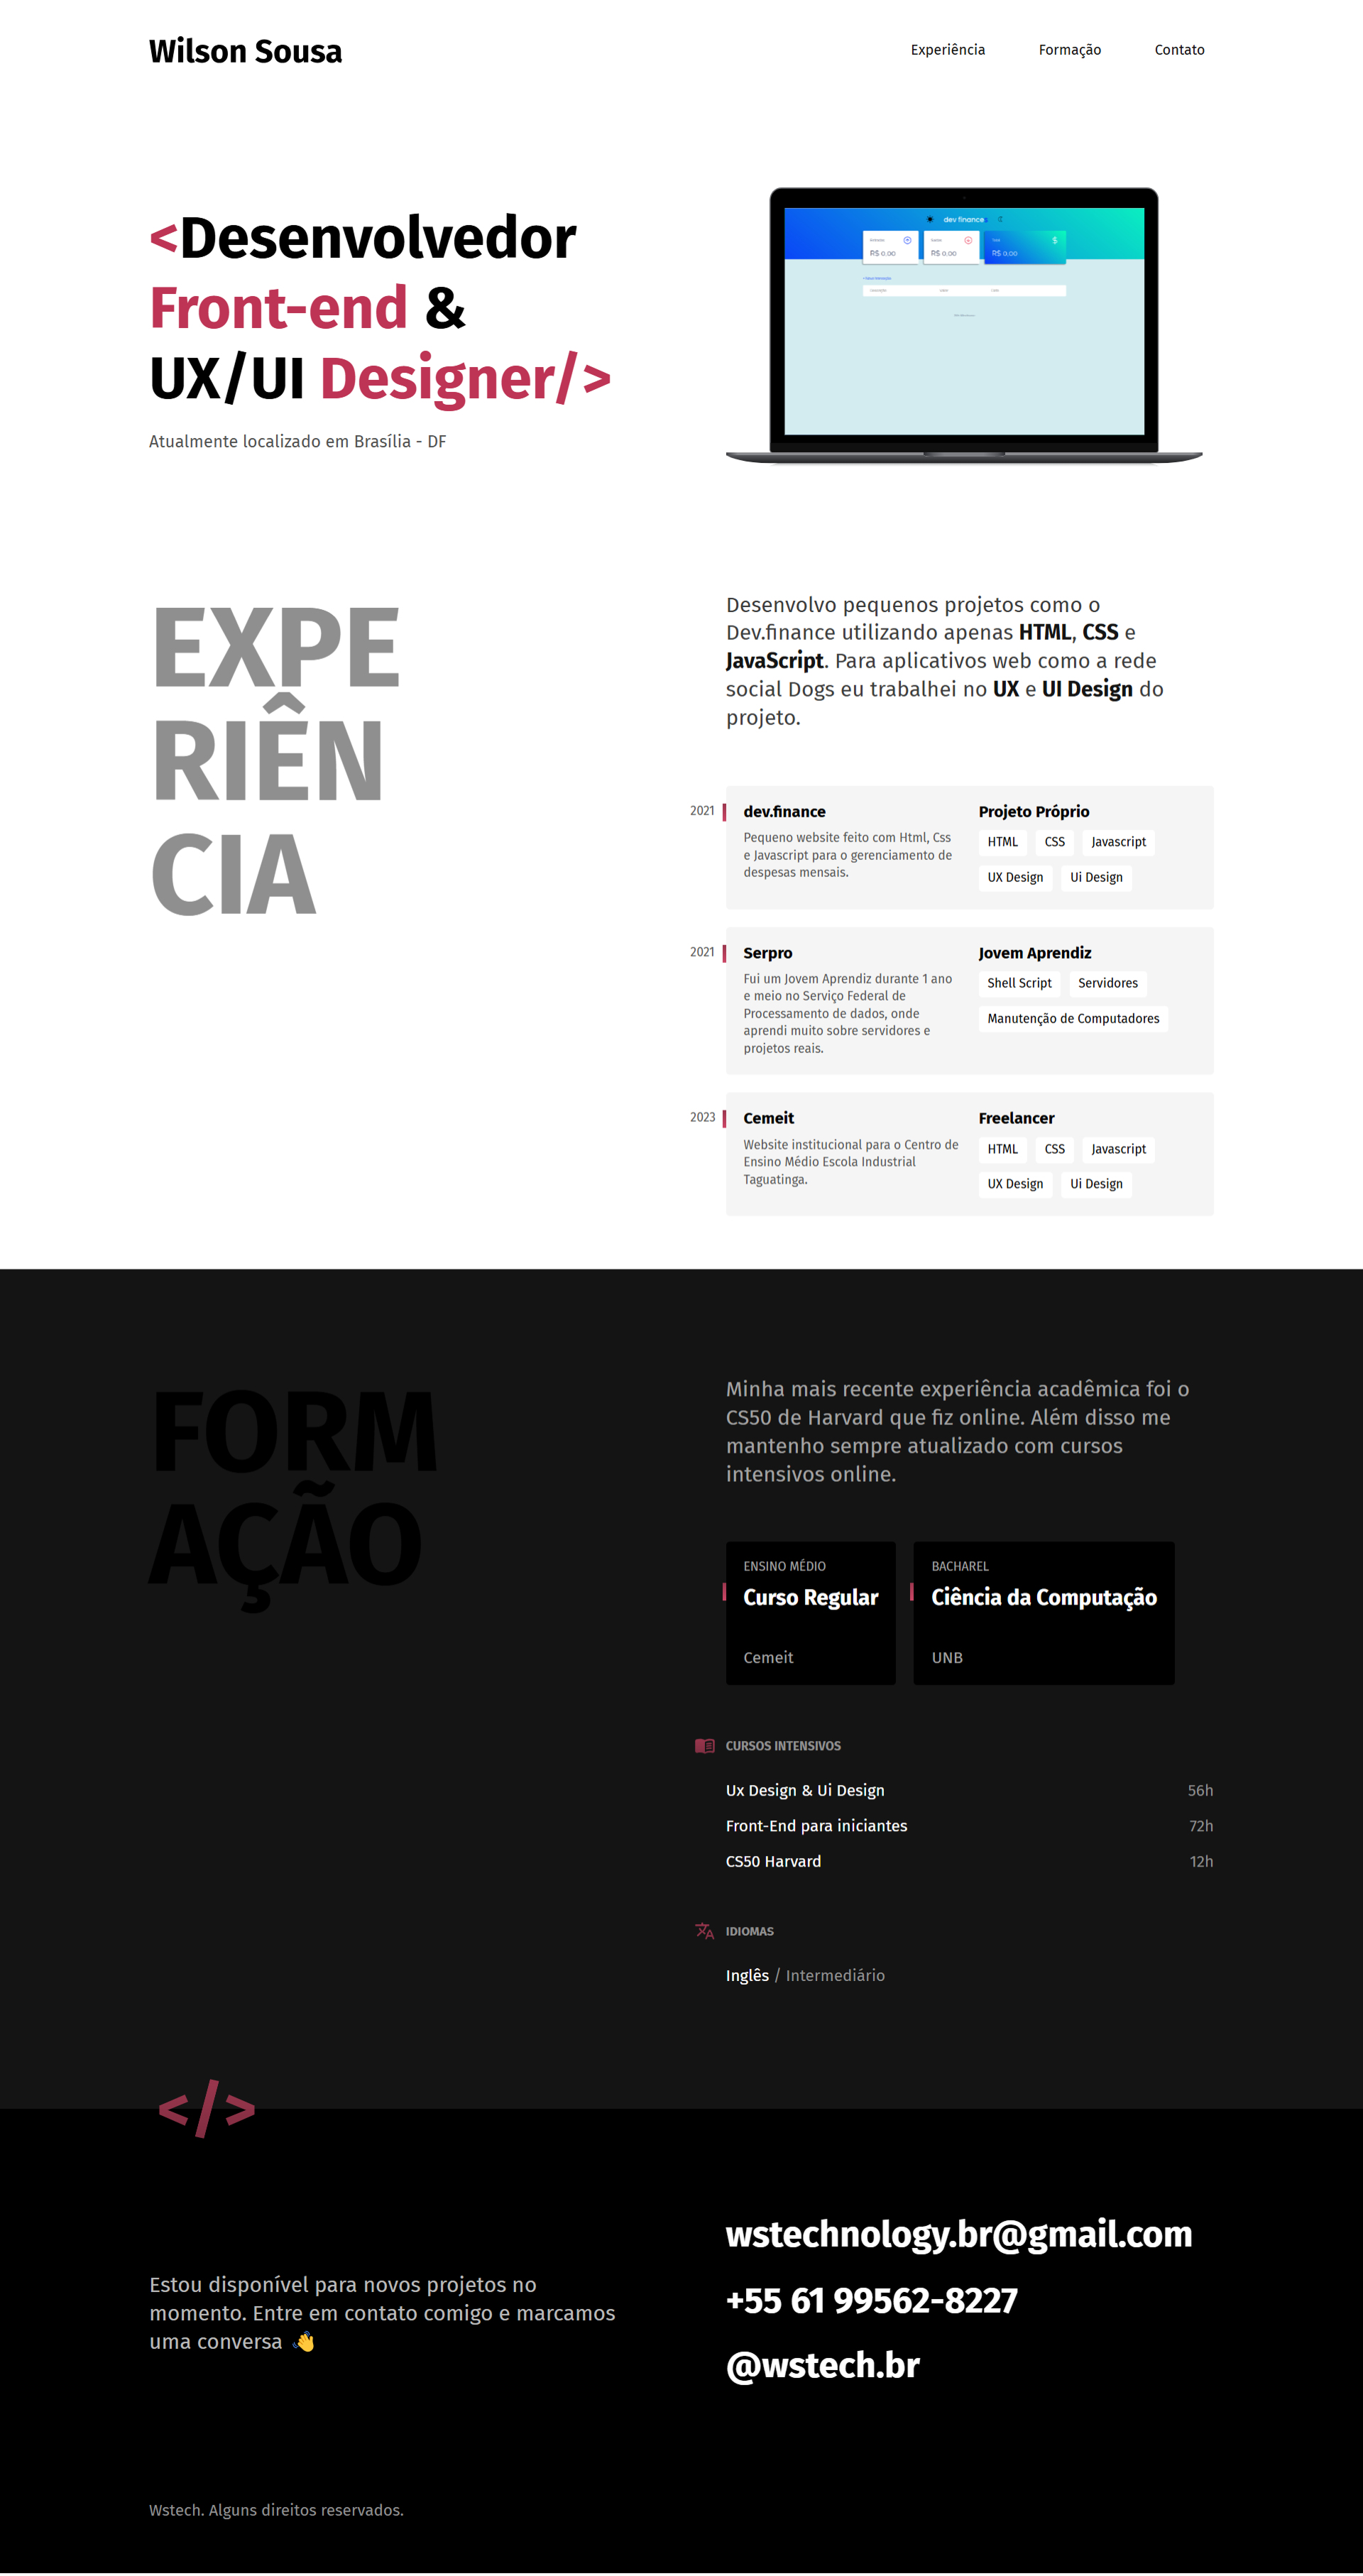 Wilson Sousa
Experiência
Formação
Contato
<Desenvolvedor
Front-end &
UX/UI Designer/>
Atualmente localizado em Brasília - DF
dev finance
R$ 0.00
R$ 0.00
R$ 0.00
EXPE
RIÊN
CIA
Desenvolvo pequenos projetos como o
Dev.finance utilizando apenas HTML, CSS e
JavaScript. Para aplicativos web como a rede
social Dogs eu trabalhei no UX e UI Design do
projeto.
2021
dev.finance
Pequeno website feito com Html, Css
e Javascript para o gerenciamento de
despesas mensais.
Projeto Próprio
HTML
CSS
Javascript
UX Design
Ui Design
2021
Serpro
Fui um Jovem Aprendiz durante 1 ano
e meio no Serviço Federal de
Processamento de dados, onde
aprendi muito sobre servidores e
projetos reais.
Jovem Aprendiz
Shell Script
Servidores
Manutenção de Computadores
2023
Cemeit
Website institucional para o Centro de
Ensino Médio Escola Industrial
Taguatinga.
Freelancer
HTML
CSS
Javascript
UX Design
Ui Design
FORM
AÇÃO
Minha mais recente experiência acadêmica foi o
CS50 de Harvard que fiz online. Além disso me
mantenho sempre atualizado com cursos
intensivos online.
ENSINO MÉDIO
Curso Regular
Cemeit
BACHAREL
Ciência da Computação
UNB
CURSOS INTENSIVOS
Ux Design & Ui Design 56h
Front-End para iniciantes 72h
CS50 Harvard 12h
IDIOMAS
Inglês / Intermediário
</>
Estou disponível para novos projetos no
momento. Entre em contato comigo e marcamos
uma conversa 👋
wstechnology.br@gmail.com
+55 61 99562-8227
@wstech.br
Wstech. Alguns direitos reservados.